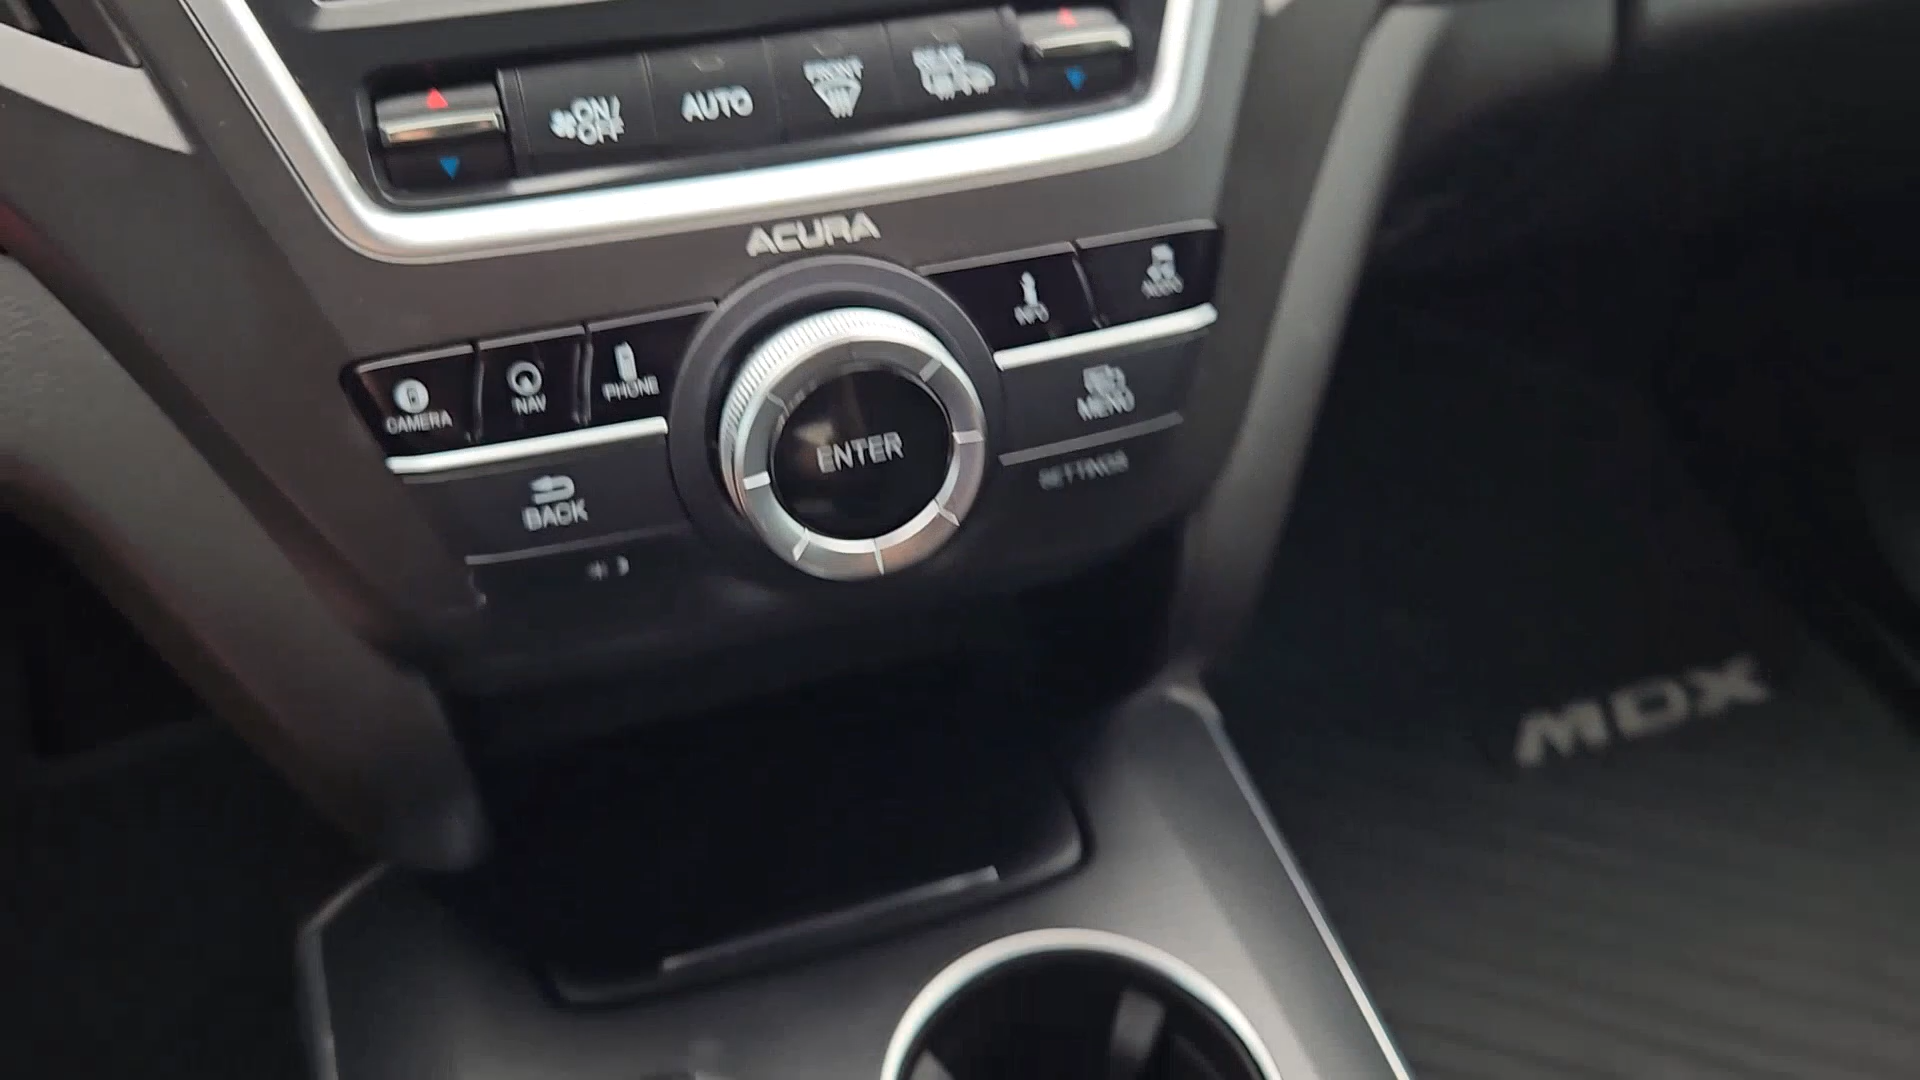 ON/
OFF
AUTO
FRONT
REAR
ACURA
INFO
AUDIO
CAMERA
NAV
PHONE
MENU
ENTER
SETTINGS
BACK
MDX